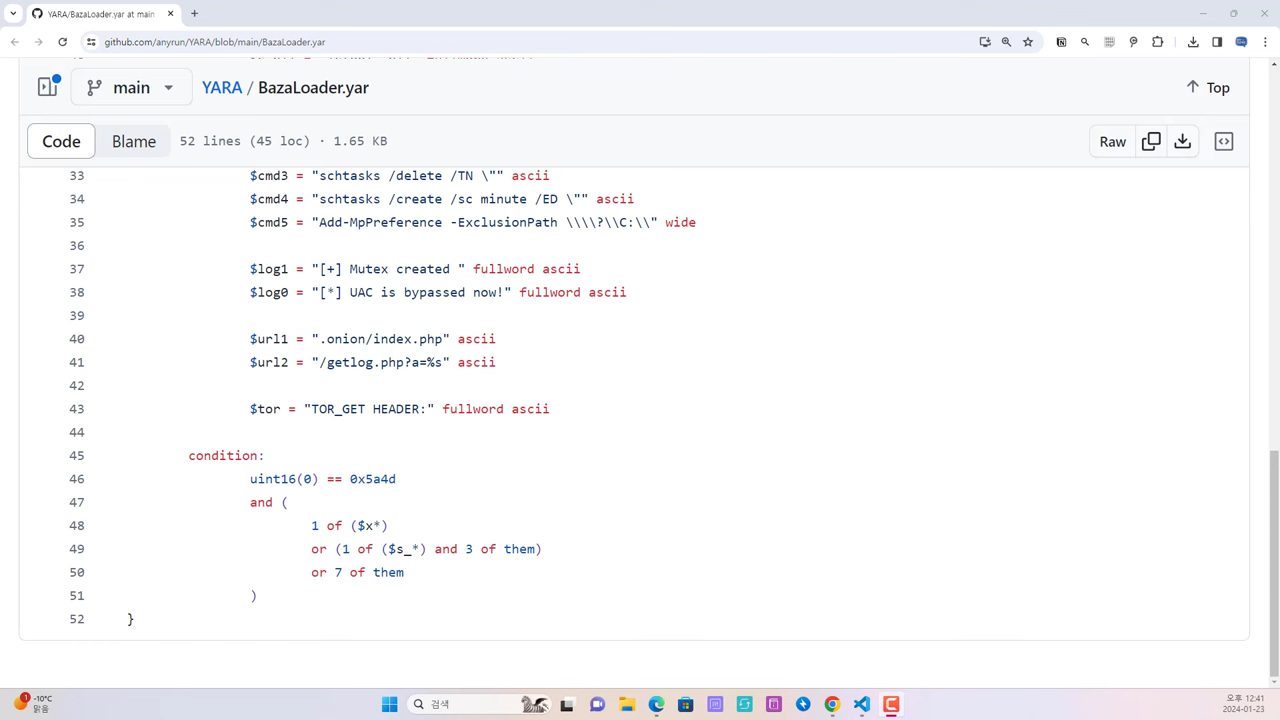 YARA/BazaLoader.yar at main
github.com/anyrun/YARA/blob/main/BazaLoader.yar
main
YARA / BazaLoader.yar
Top
Code
Blame
52 lines (45 loc) · 1.65 KB
Raw
33 $cmd3 = "schtasks /delete /TN \"" ascii
34 $cmd4 = "schtasks /create /sc minute /ED \"" ascii
35 $cmd5 = "Add-MpPreference -ExclusionPath \\\\?\\C:\\" wide
36
37 $log1 = "[+] Mutex created " fullword ascii
38 $log0 = "[*] UAC is bypassed now!" fullword ascii
39
40 $url1 = ".onion/index.php" ascii
41 $url2 = "/getlog.php?a=%s" ascii
42
43 $tor = "TOR_GET HEADER:" fullword ascii
44
45 condition:
46 uint16(0) == 0x5a4d
47 and (
48 1 of ($x*)
49 or (1 of ($s_*) and 3 of them)
50 or 7 of them
51 )
52 }
1
-10°C
맑음
검색
오후 12:41
2024-01-23